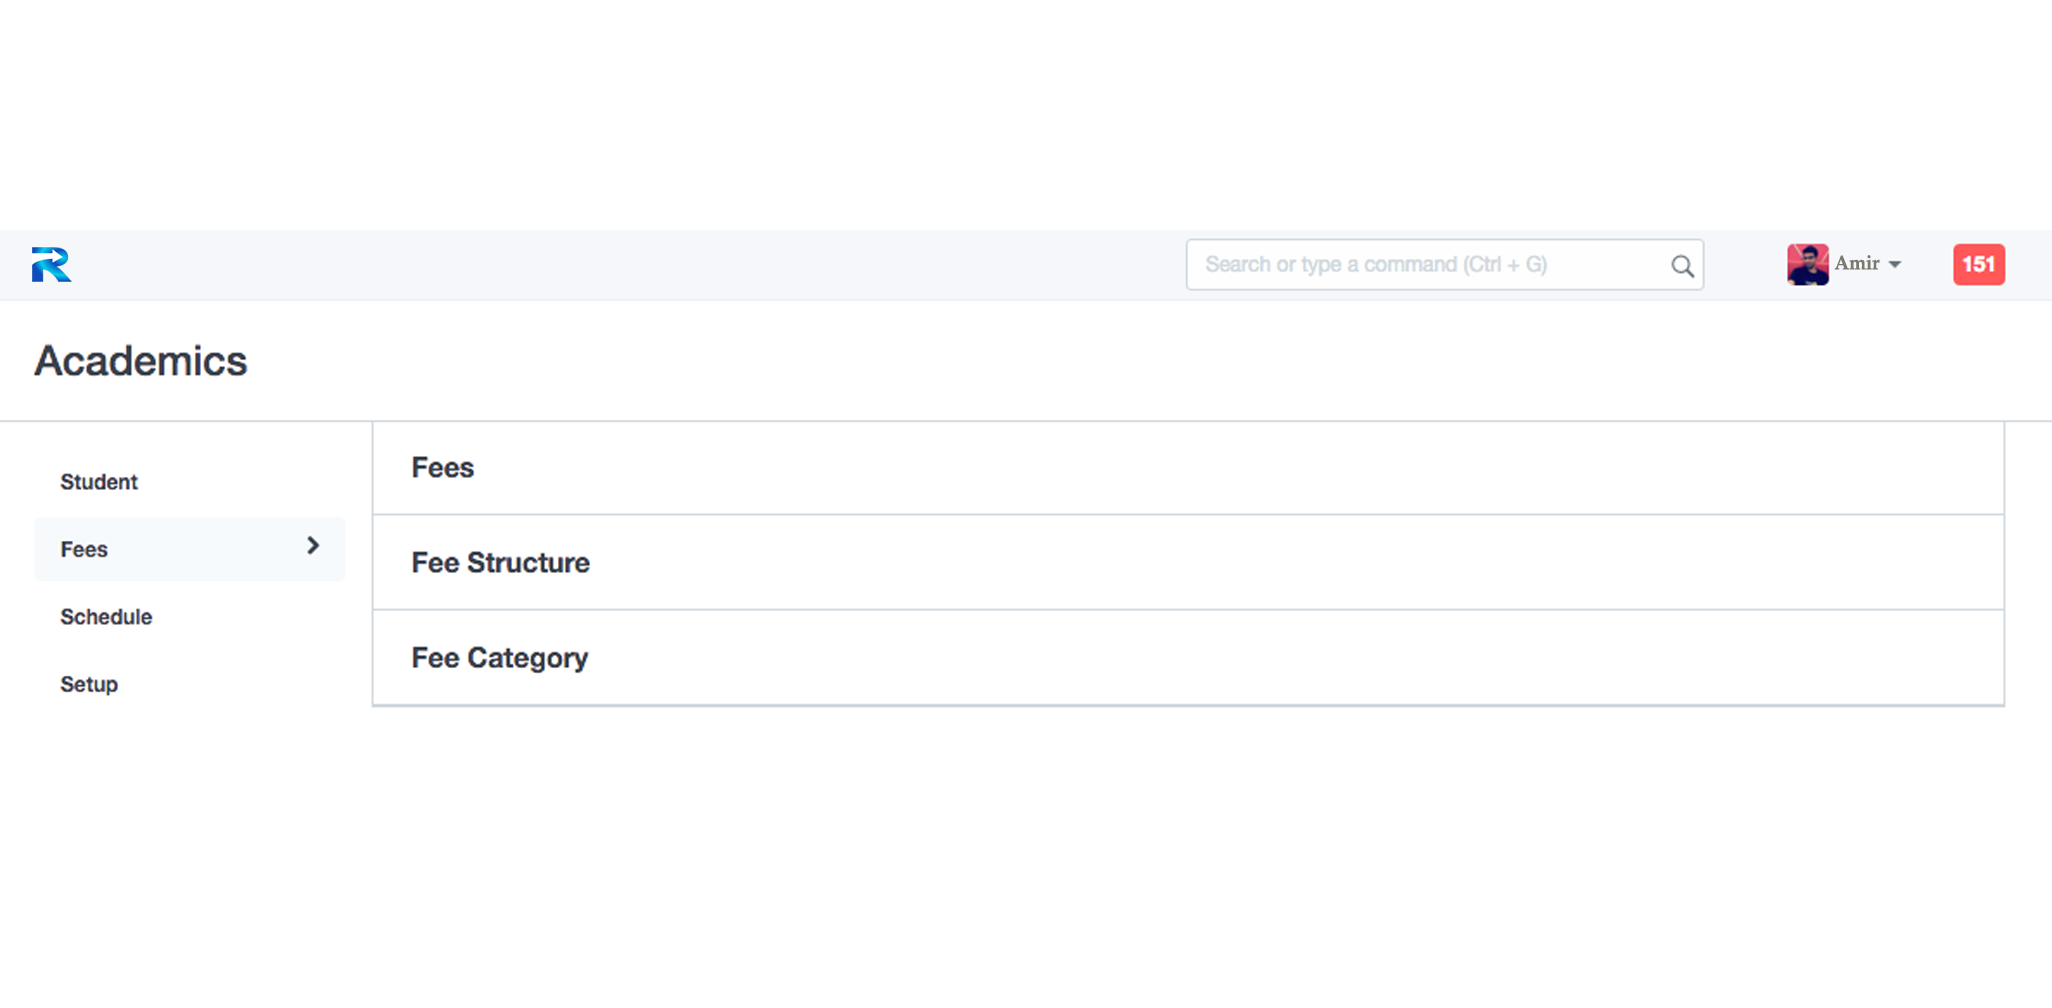 Search or type a command (Ctrl + G)
Amir
151
Academics
Student
Fees
Schedule
Setup
Fees
Fee Structure
Fee Category